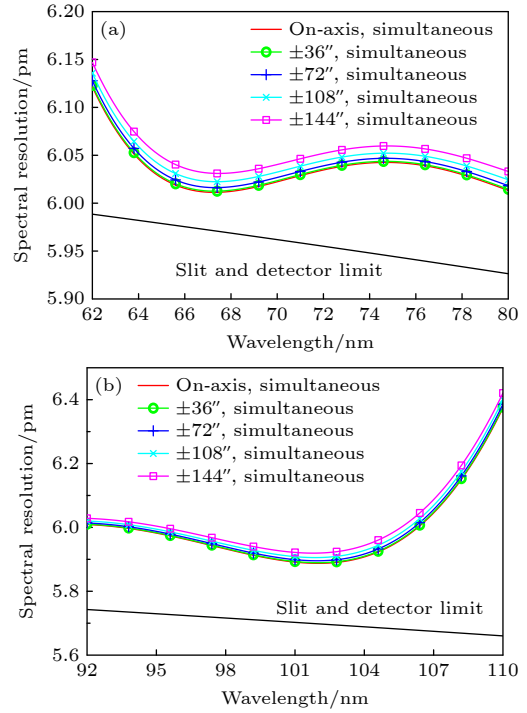 (a)
On-axis, simultaneous
±36″, simultaneous
±72″, simultaneous
±108″, simultaneous
±144″, simultaneous
6.20
6.15
6.10
6.05
6.00
5.95
5.90
Spectral resolution/pm
Slit and detector limit
62 64 66 68 70 72 74 76 78 80
Wavelength/nm
(b)
On-axis, simultaneous
±36″, simultaneous
±72″, simultaneous
±108″, simultaneous
±144″, simultaneous
6.4
6.2
6.0
5.8
5.6
Spectral resolution/pm
Slit and detector limit
92 95 98 101 104 107 110
Wavelength/nm